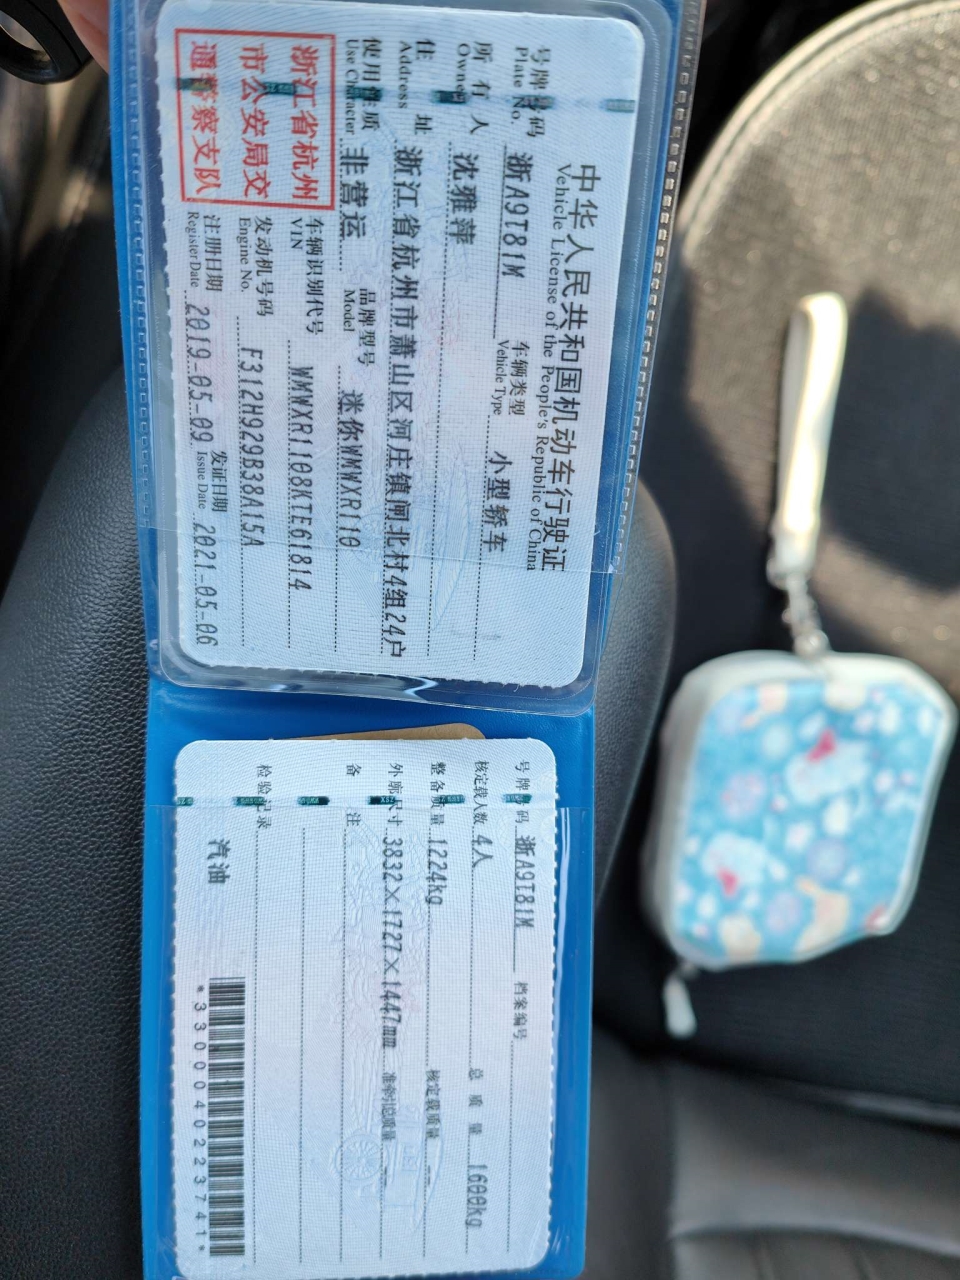 中华人民共和国机动车行驶证
Vehicle License of the People's Republic of China
号牌号码 浙A9T81M 车辆类型 小型轿车
Plate No. Vehicle Type
所有人 沈雅萍
Owner
住址 浙江省杭州市萧山区河庄镇闸北村4组24户
Address
使用性质 非营运 品牌型号 迷你WMWXR110
Use Character Model
浙江省杭州
市公安局交
通警察支队
车辆识别代号 WMWXR1108KTE61814
VIN
发动机号码 F312H929B38A15A
Engine No.
注册日期 2019-05-09 发证日期 2021-05-06
Register Date Issue Date
号牌号码 浙A9T81M 档案编号
核定载人数 4人 总质量 1600kg
整备质量 1224kg 核定载质量
外廓尺寸 3832×1727×1447mm 准牵引总质量
备注
检验记录
汽油
*3300040223741*